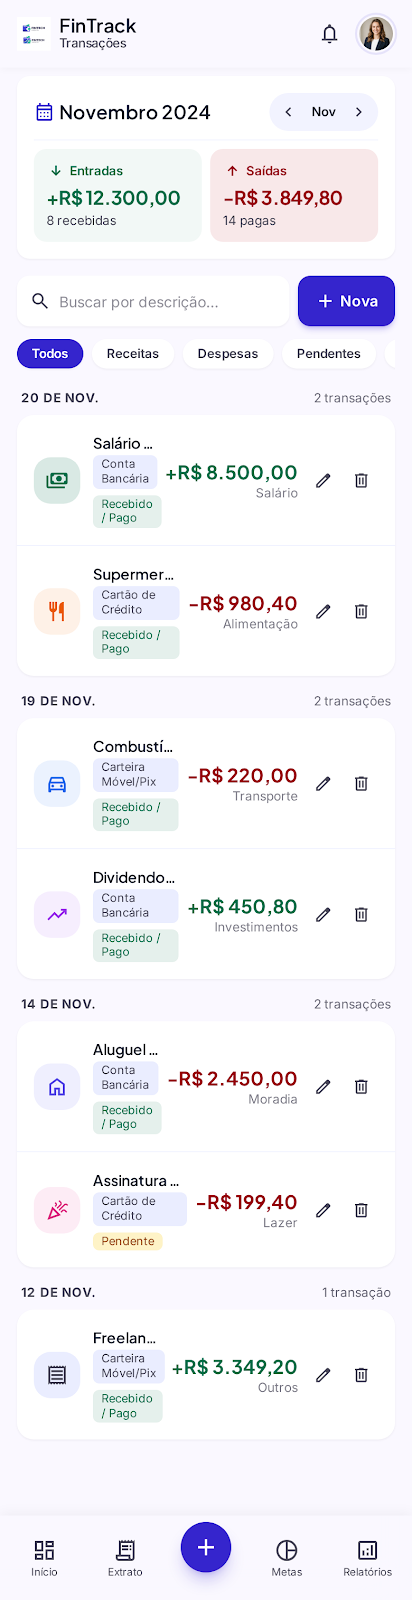 FinTrack
Transações
Novembro 2024
Nov
Entradas
+R$ 12.300,00
8 recebidas
Saídas
-R$ 3.849,80
14 pagas
Buscar por descrição...
Nova
Todos
Receitas
Despesas
Pendentes
20 DE NOV.
2 transações
Salário ...
Conta
Bancária
Recebido
/ Pago
+R$ 8.500,00
Salário
Supermer...
Cartão de
Crédito
Recebido /
Pago
-R$ 980,40
Alimentação
19 DE NOV.
2 transações
Combustí...
Carteira
Móvel/Pix
Recebido /
Pago
-R$ 220,00
Transporte
Dividendo...
Conta
Bancária
Recebido /
Pago
+R$ 450,80
Investimentos
14 DE NOV.
2 transações
Aluguel ...
Conta
Bancária
Recebido
/ Pago
-R$ 2.450,00
Moradia
Assinatura ...
Cartão de
Crédito
Pendente
-R$ 199,40
Lazer
12 DE NOV.
1 transação
Freelan...
Carteira
Móvel/Pix
Recebido
/ Pago
+R$ 3.349,20
Outros
Início
Extrato
Metas
Relatórios